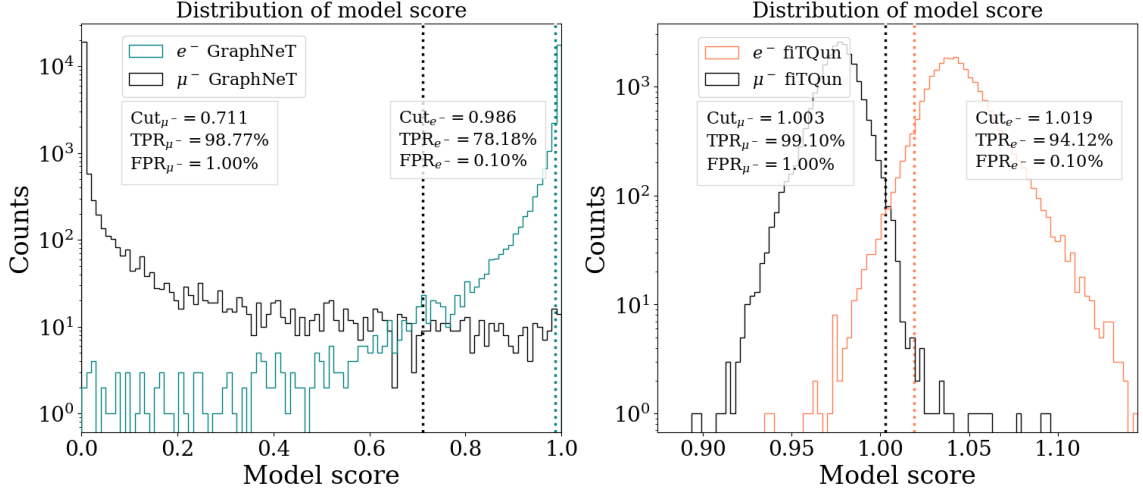 Distribution of model score
Counts
10⁴
10³
10²
10¹
10⁰
e⁻ GraphNeT
μ⁻ GraphNeT
Cut_μ⁻ = 0.711
TPR_μ⁻ = 98.77%
FPR_μ⁻ = 1.00%
Cut_e⁻ = 0.986
TPR_e⁻ = 78.18%
FPR_e⁻ = 0.10%
0.0 0.2 0.4 0.6 0.8 1.0
Model score
Distribution of model score
Counts
10³
10²
10¹
10⁰
e⁻ fiTQun
μ⁻ fiTQun
Cut_μ⁻ = 1.003
TPR_μ⁻ = 99.10%
FPR_μ⁻ = 1.00%
Cut_e⁻ = 1.019
TPR_e⁻ = 94.12%
FPR_e⁻ = 0.10%
0.90 0.95 1.00 1.05 1.10
Model score